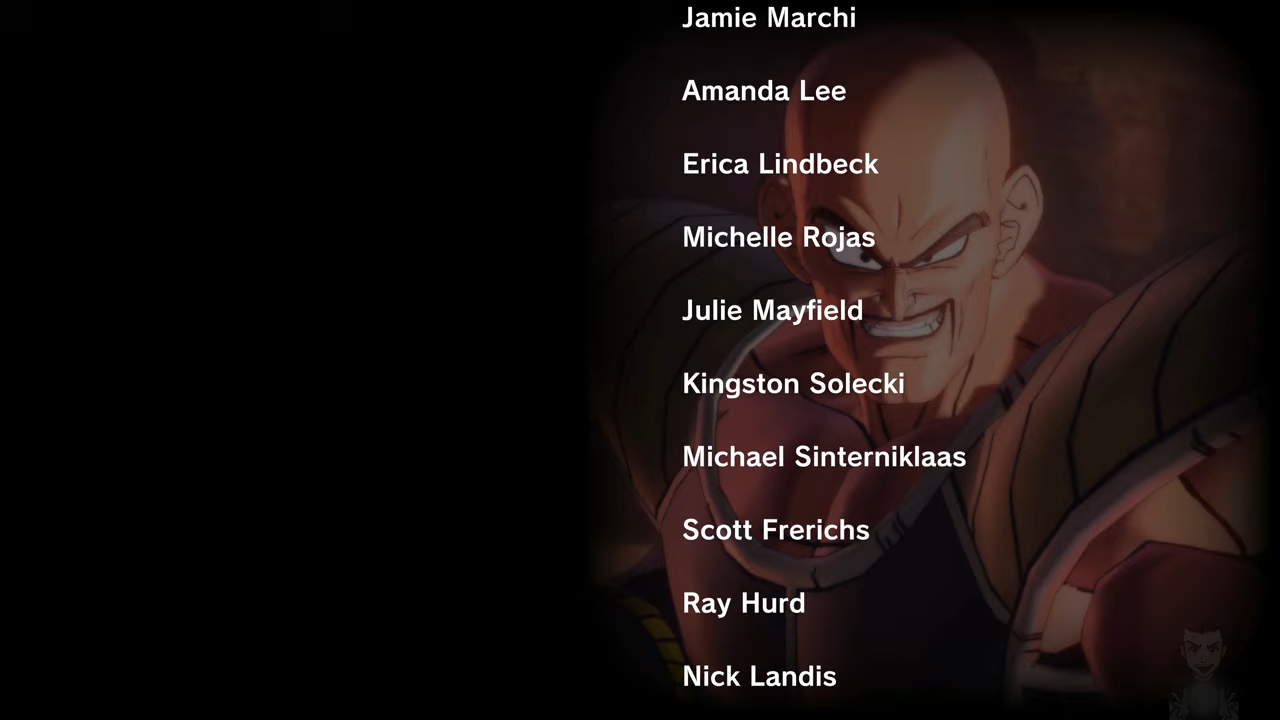 Jamie Marchi
Amanda Lee
Erica Lindbeck
Michelle Rojas
Julie Mayfield
Kingston Solecki
Michael Sinterniklaas
Scott Frerichs
Ray Hurd
Nick Landis